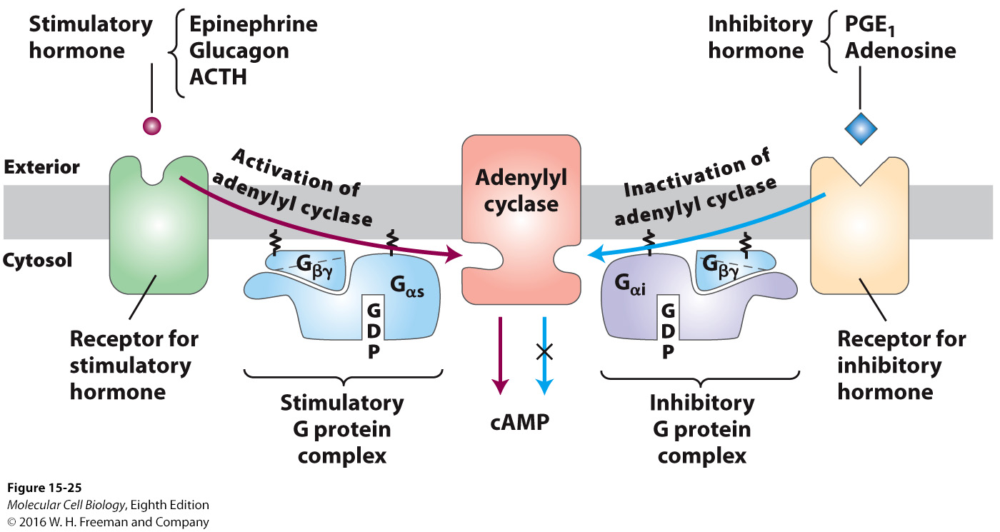 Stimulatory
hormone
Epinephrine
Glucagon
ACTH
Inhibitory
hormone
PGE₁
Adenosine
Exterior
Cytosol
Activation of
adenylyl cyclase
Adenylyl
cyclase
Inactivation of
adenylyl cyclase
Gβγ
Gαs
GDP
Gαi
Gβγ
GDP
Receptor for
stimulatory
hormone
Stimulatory
G protein
complex
cAMP
Inhibitory
G protein
complex
Receptor for
inhibitory
hormone
Figure 15-25
Molecular Cell Biology, Eighth Edition
© 2016 W. H. Freeman and Company